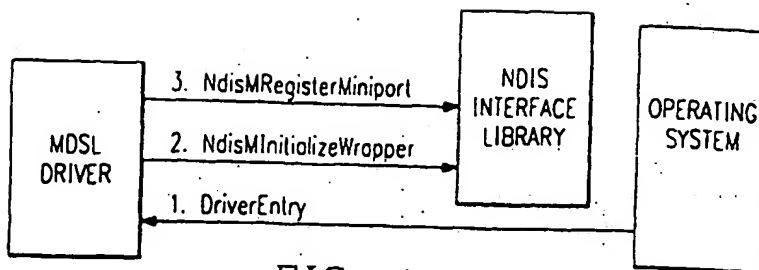 3. NdisMRegisterMiniport
2. NdisMInitializeWrapper
1. DriverEntry
MDSL
DRIVER
NDIS
INTERFACE
LIBRARY
OPERATING
SYSTEM